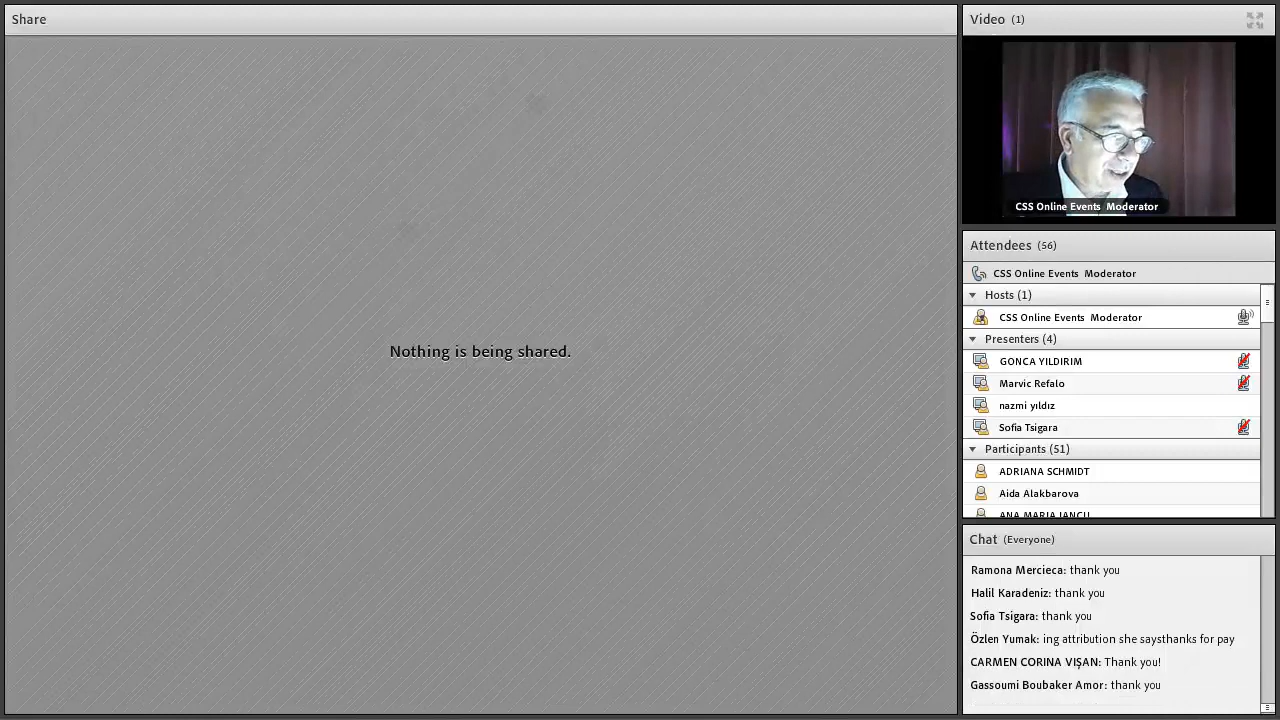 Share
Nothing is being shared.
Video (1)
CSS Online Events Moderator
Attendees (56)
CSS Online Events Moderator
Hosts (1)
CSS Online Events Moderator
Presenters (4)
GONCA YILDIRIM
Marvic Refalo
nazmi yıldız
Sofia Tsigara
Participants (51)
ADRIANA SCHMIDT
Aida Alakbarova
ANA MARIA IANCU
Chat (Everyone)
Ramona Mercieca: thank you
Halil Karadeniz: thank you
Sofia Tsigara: thank you
Özlen Yumak: ing attribution she saysthanks for pay
CARMEN CORINA VIŞAN: Thank you!
Gassoumi Boubaker Amor: thank you